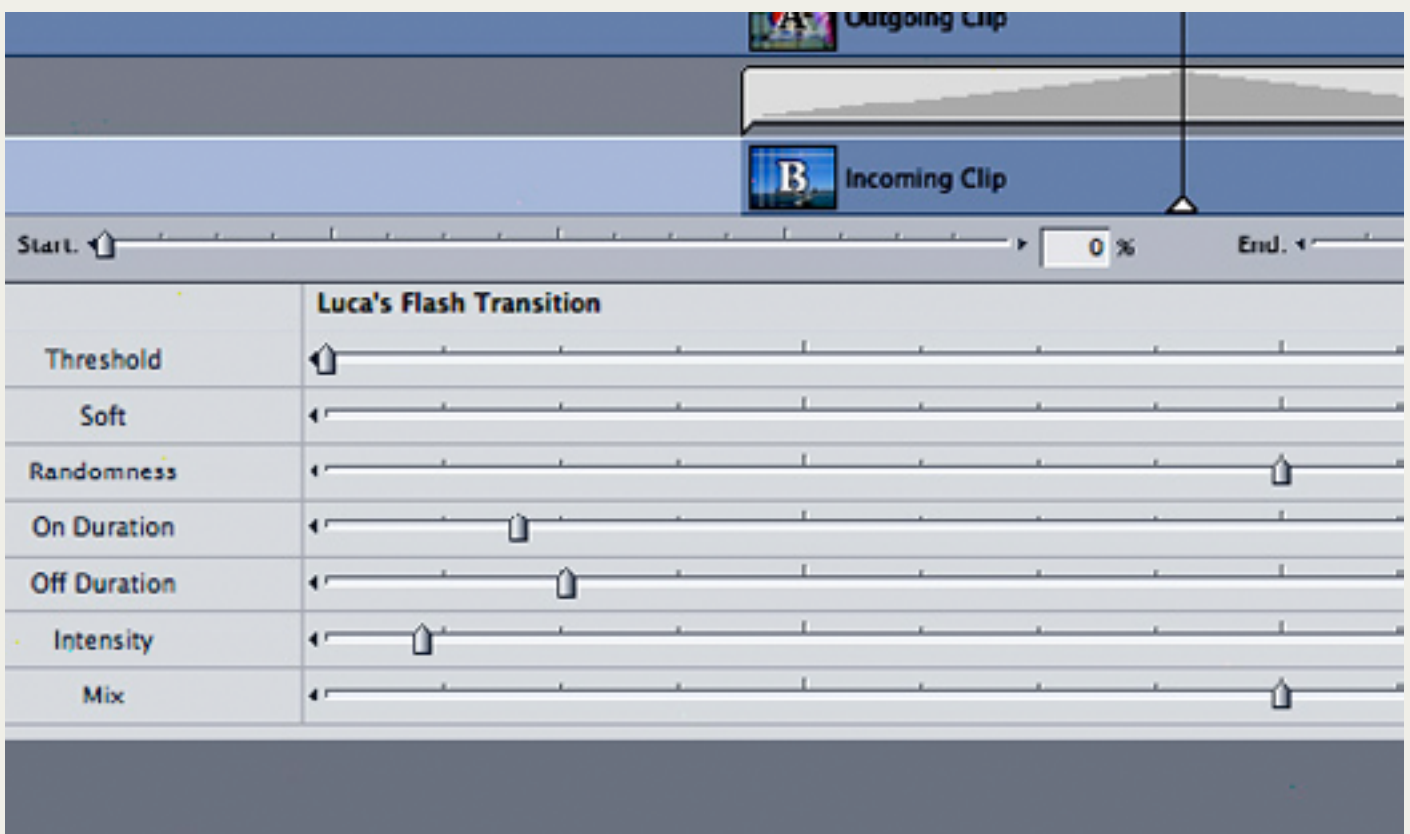 A Outgoing Clip
B Incoming Clip
Start. 0 % End.
Luca's Flash Transition
Threshold
Soft
Randomness
On Duration
Off Duration
Intensity
Mix